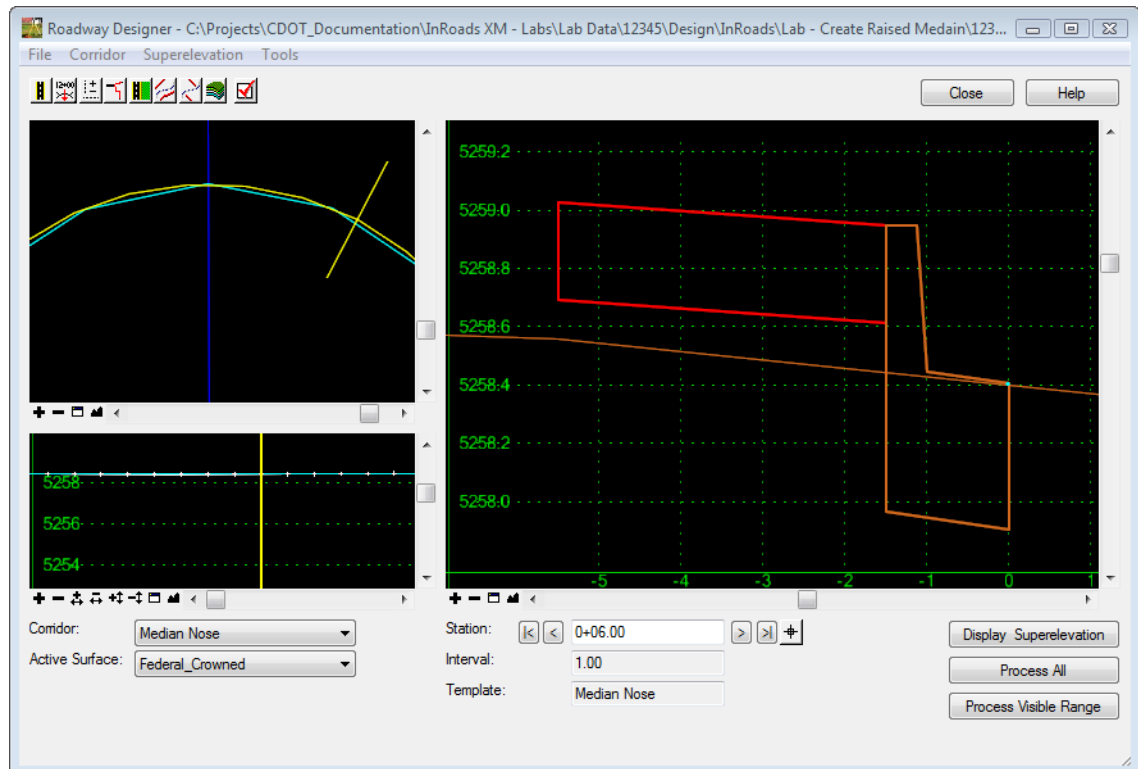 Roadway Designer - C:\Projects\CDOT_Documentation\InRoads XM - Labs\Lab Data\12345\Design\InRoads\Lab - Create Raised Medain\123...
File Corridor Superelevation Tools
12+00
Close Help
5259:2
5259:0
5258:8
5258:6
5258:4
5258:2
5258:0
-5 -4 -3 -2 -1 0 1
5258
5256
5254
Corridor: Median Nose
Active Surface: Federal_Crowned
Station: 0+06.00
Interval: 1.00
Template: Median Nose
Display Superelevation
Process All
Process Visible Range